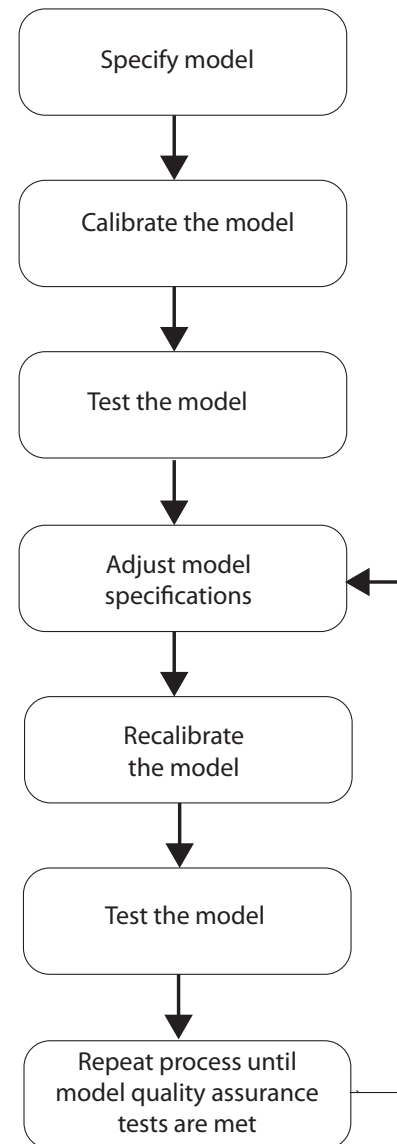 Specify model
Calibrate the model
Test the model
Adjust model
specifications
Recalibrate
the model
Test the model
Repeat process until
model quality assurance
tests are met